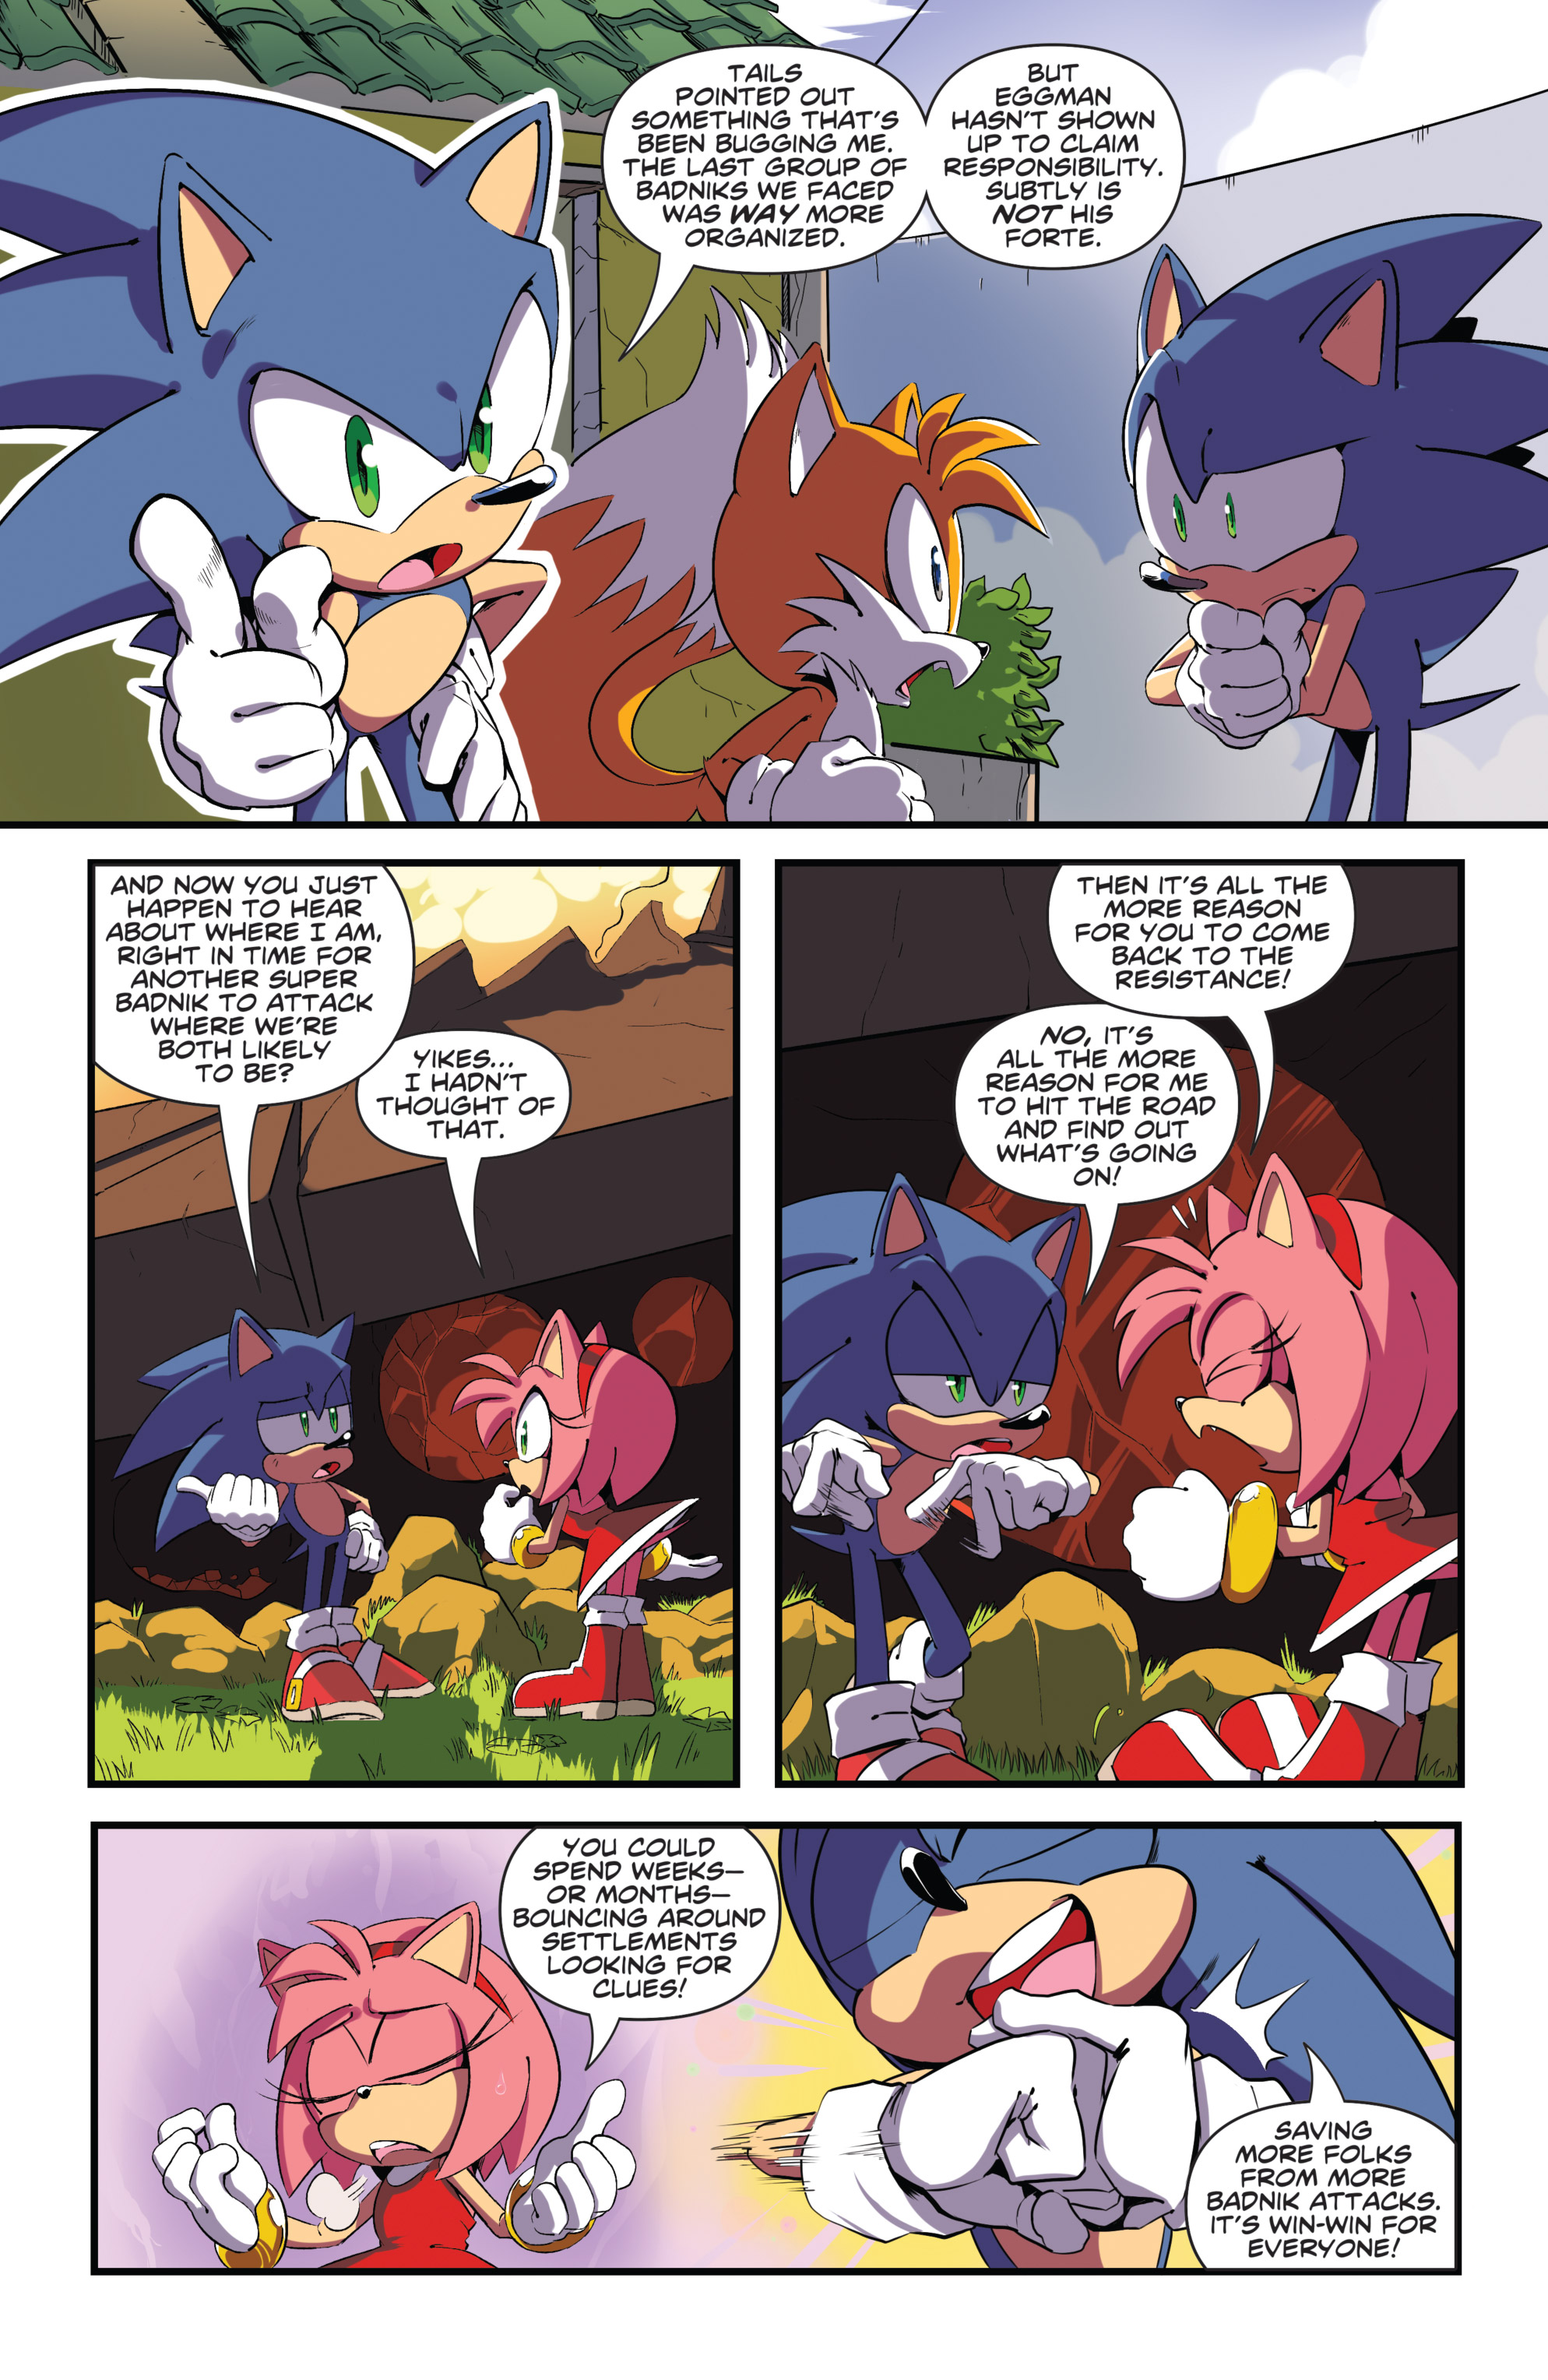 TAILS
POINTED OUT
SOMETHING THAT'S
BEEN BUGGING ME.
THE LAST GROUP OF
BADNIKS WE FACED
WAS WAY MORE
ORGANIZED.
BUT
EGGMAN
HASN'T SHOWN
UP TO CLAIM
RESPONSIBILITY.
SUBTLY IS
NOT HIS
FORTE.
AND NOW YOU JUST
HAPPEN TO HEAR
ABOUT WHERE I AM,
RIGHT IN TIME FOR
ANOTHER SUPER
BADNIK TO ATTACK
WHERE WE'RE
BOTH LIKELY
TO BE?
YIKES...
I HADN'T
THOUGHT OF
THAT.
THEN IT'S ALL THE
MORE REASON
FOR YOU TO COME
BACK TO THE
RESISTANCE!
NO, IT'S
ALL THE MORE
REASON FOR ME
TO HIT THE ROAD
AND FIND OUT
WHAT'S GOING
ON!
YOU COULD
SPEND WEEKS—
OR MONTHS—
BOUNCING AROUND
SETTLEMENTS
LOOKING FOR
CLUES!
SAVING
MORE FOLKS
FROM MORE
BADNIK ATTACKS.
IT'S WIN-WIN FOR
EVERYONE!